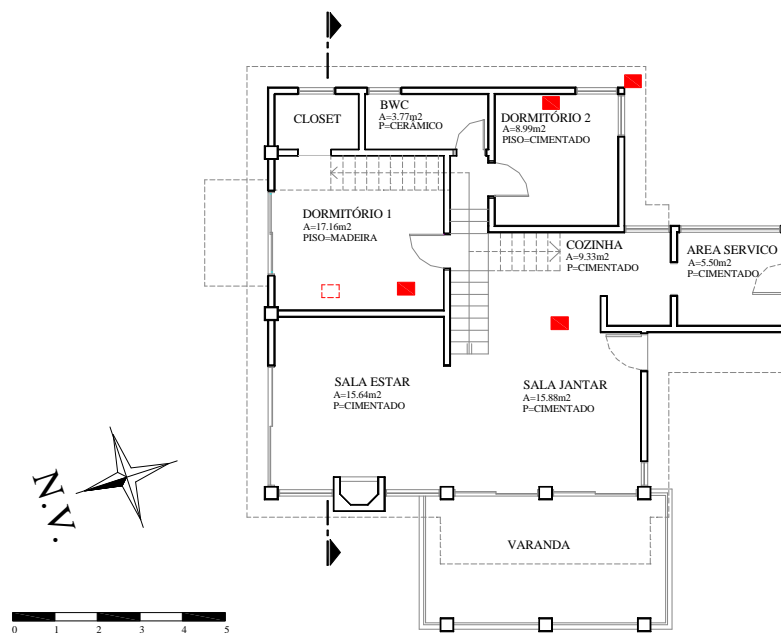 CLOSET
BWC
A=3.77m2
P=CERÂMICO
DORMITÓRIO 2
A=8.99m2
PISO=CIMENTADO
DORMITÓRIO 1
A=17.16m2
PISO=MADEIRA
COZINHA
A=9.33m2
P=CIMENTADO
AREA SERVICO
A=5.50m2
P=CIMENTADO
SALA ESTAR
A=15.64m2
P=CIMENTADO
SALA JANTAR
A=15.88m2
P=CIMENTADO
N.V.
VARANDA
0 1 2 3 4 5